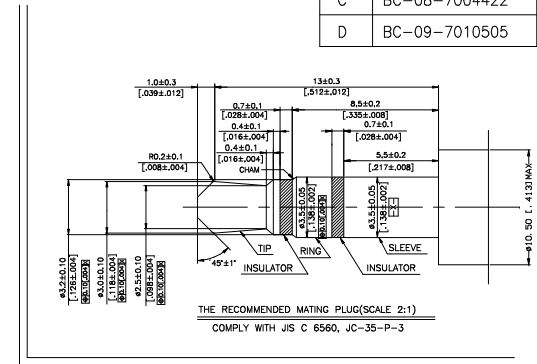 C BC-08-7004422
D BC-09-7010505
1.0±0.3
[.039±.012]
13±0.3
[.512±.012]
0.7±0.1
[.028±.004]
8.5±0.2
[.335±.008]
0.4±0.1
[.016±.004]
0.7±0.1
[.028±.004]
0.4±0.1
[.016±.004]
5.5±0.2
[.217±.008]
R0.2±0.1
[.008±.004]
CHAM
ø3.2±0.10
[.126±.004]
ø3.0±0.10
[.118±.004]
ø2.5±0.10
[.098±.004]
ø3.5±0.05
[.138±.002]
ø3.5±0.05
[.138±.002]
X
ø10.50 [.413]MAX
45°±1°
TIP
RING
SLEEVE
INSULATOR
INSULATOR
THE RECOMMENDED MATING PLUG(SCALE 2:1)
COMPLY WITH JIS C 6560, JC-35-P-3